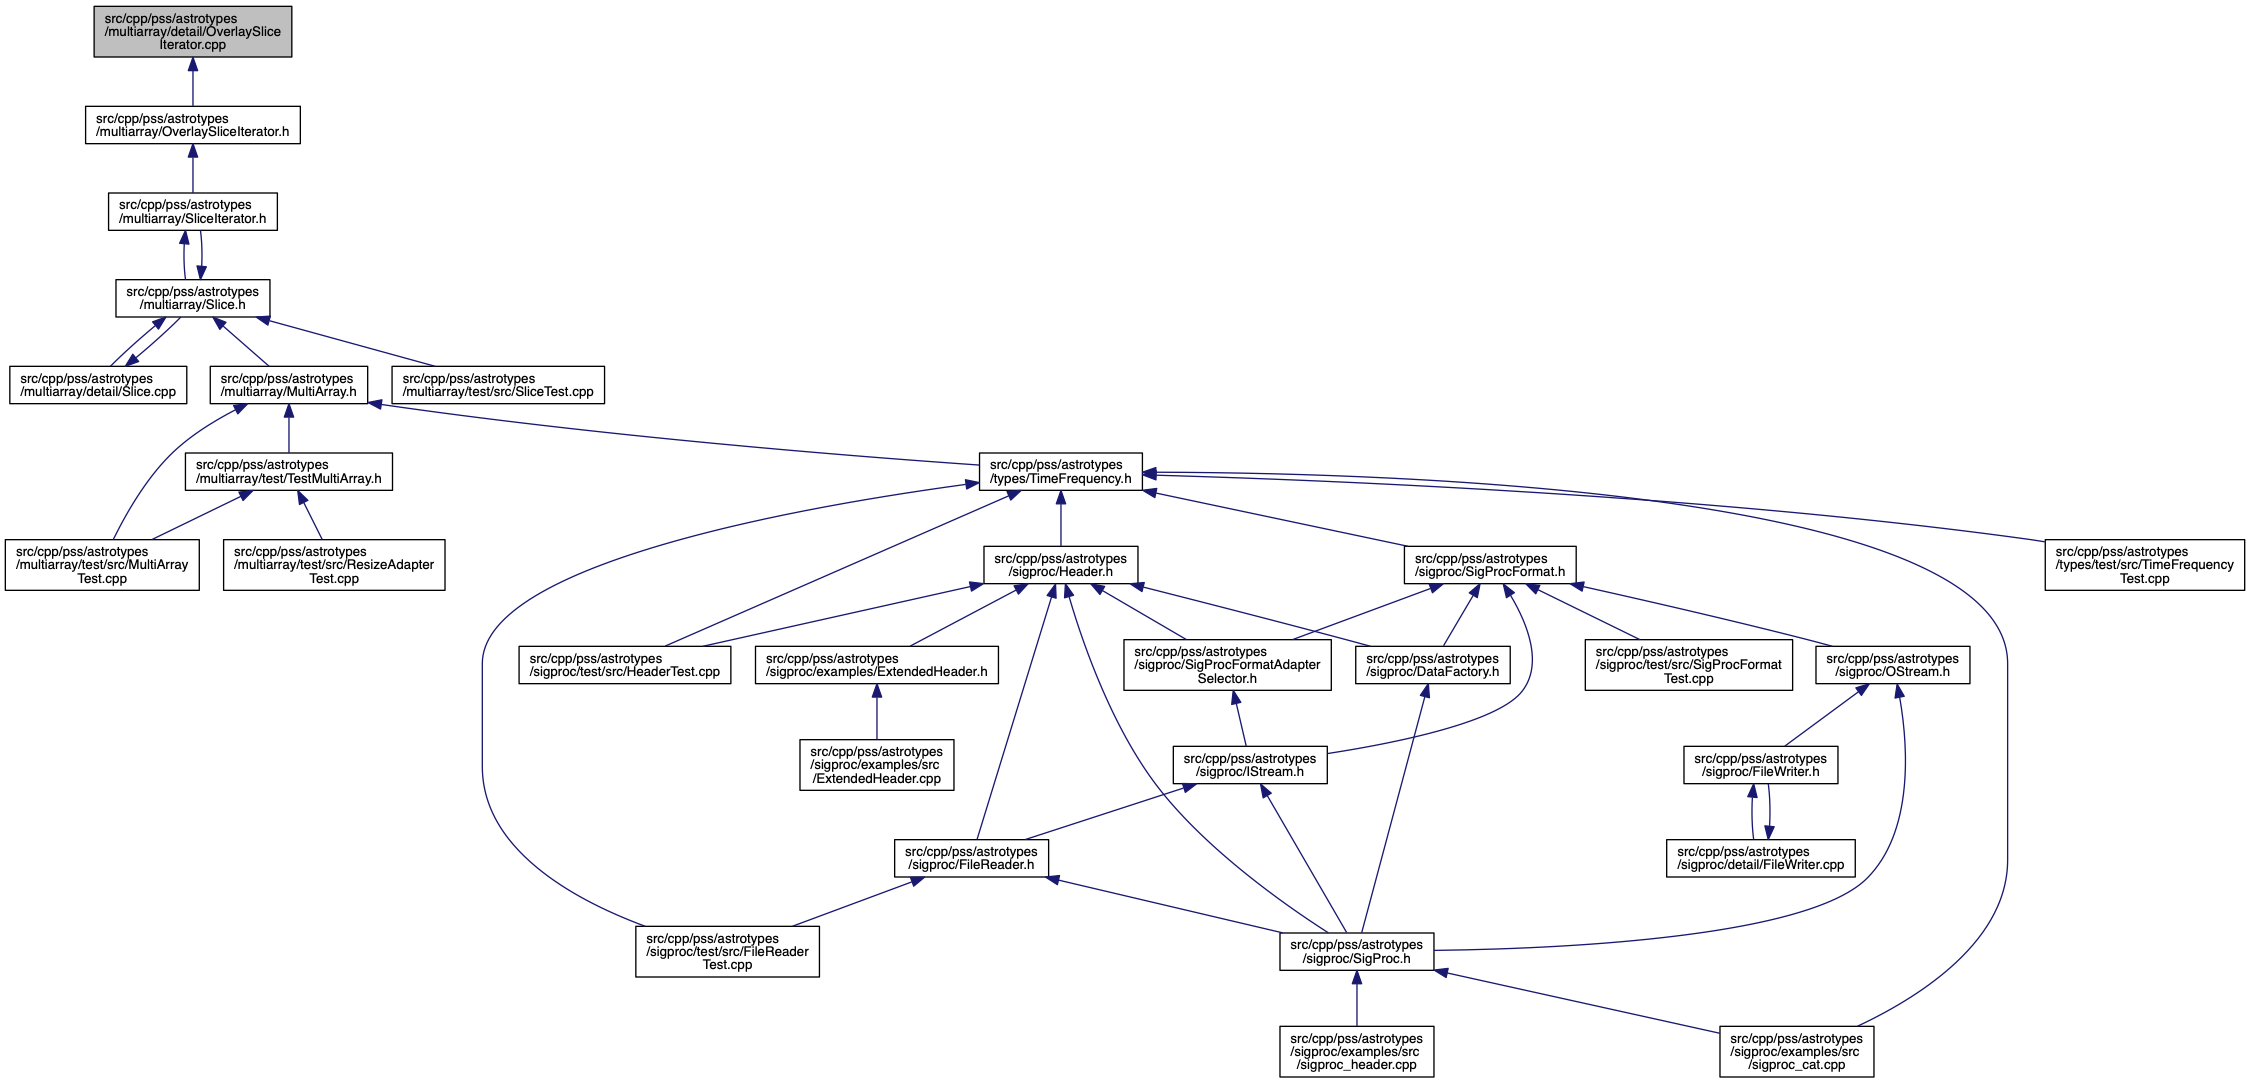 src/cpp/pss/astrotypes
/multiarray/detail/OverlaySlice
Iterator.cpp
src/cpp/pss/astrotypes
/multiarray/OverlaySliceIterator.h
src/cpp/pss/astrotypes
/multiarray/SliceIterator.h
src/cpp/pss/astrotypes
/multiarray/Slice.h
src/cpp/pss/astrotypes
/multiarray/detail/Slice.cpp
src/cpp/pss/astrotypes
/multiarray/MultiArray.h
src/cpp/pss/astrotypes
/multiarray/test/src/SliceTest.cpp
src/cpp/pss/astrotypes
/multiarray/test/TestMultiArray.h
src/cpp/pss/astrotypes
/types/TimeFrequency.h
src/cpp/pss/astrotypes
/multiarray/test/src/MultiArray
Test.cpp
src/cpp/pss/astrotypes
/multiarray/test/src/ResizeAdapter
Test.cpp
src/cpp/pss/astrotypes
/sigproc/Header.h
src/cpp/pss/astrotypes
/sigproc/SigProcFormat.h
src/cpp/pss/astrotypes
/types/test/src/TimeFrequency
Test.cpp
src/cpp/pss/astrotypes
/sigproc/test/src/HeaderTest.cpp
src/cpp/pss/astrotypes
/sigproc/examples/ExtendedHeader.h
src/cpp/pss/astrotypes
/sigproc/SigProcFormatAdapter
Selector.h
src/cpp/pss/astrotypes
/sigproc/DataFactory.h
src/cpp/pss/astrotypes
/sigproc/test/src/SigProcFormat
Test.cpp
src/cpp/pss/astrotypes
/sigproc/OStream.h
src/cpp/pss/astrotypes
/sigproc/examples/src
/ExtendedHeader.cpp
src/cpp/pss/astrotypes
/sigproc/IStream.h
src/cpp/pss/astrotypes
/sigproc/FileWriter.h
src/cpp/pss/astrotypes
/sigproc/FileReader.h
src/cpp/pss/astrotypes
/sigproc/detail/FileWriter.cpp
src/cpp/pss/astrotypes
/sigproc/test/src/FileReader
Test.cpp
src/cpp/pss/astrotypes
/sigproc/SigProc.h
src/cpp/pss/astrotypes
/sigproc/examples/src
/sigproc_header.cpp
src/cpp/pss/astrotypes
/sigproc/examples/src
/sigproc_cat.cpp